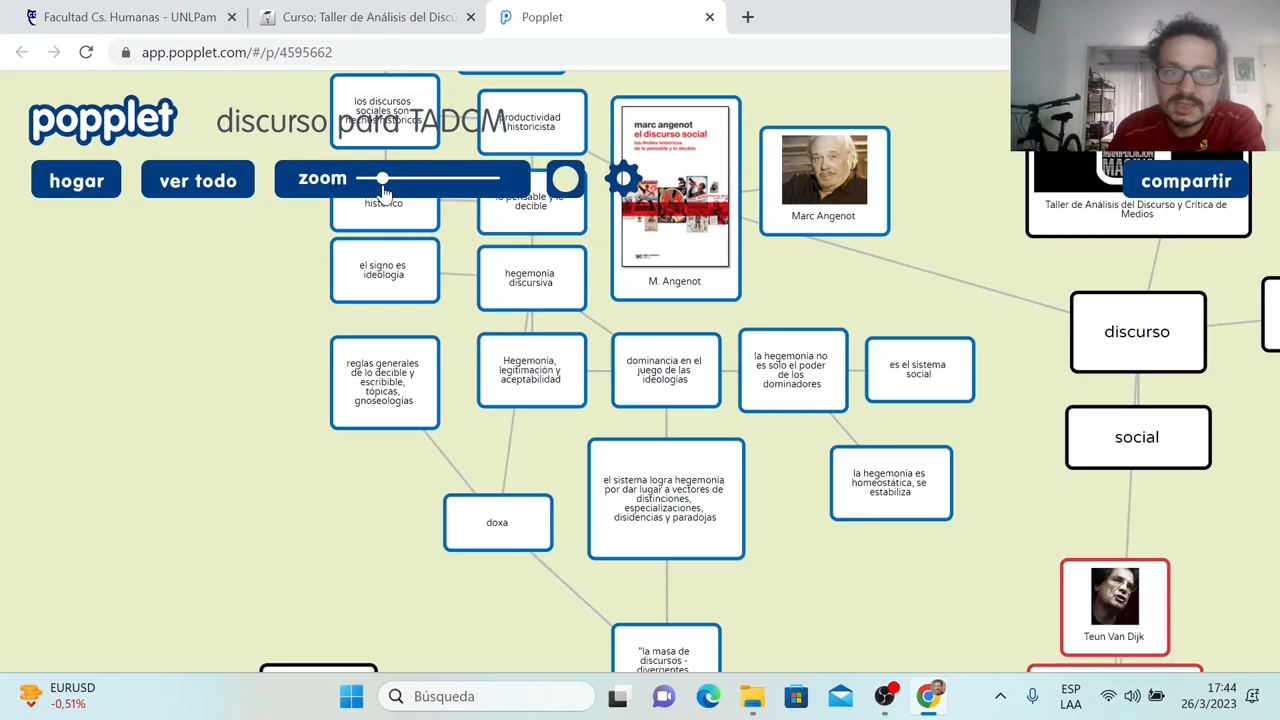 Facultad Cs. Humanas - UNLPam
Curso: Taller de Análisis del Discu
Popplet
app.popplet.com/#/p/4595662
popplet
discurso para TADCM
hogar
ver todo
zoom
compartir
los discursos
sociales son
hechos históricos
productividad
historicista
histórico
lo pensable y lo
decible
marc angenot
el discurso social
los límites históricos
de lo pensable y lo decible
M. Angenot
Marc Angenot
Taller de Análisis del Discurso y Crítica de
Medios
el signo es
ideología
hegemonía
discursiva
discurso
reglas generales
de lo decible y
escribible,
tópicas,
gnoseologías
Hegemonía,
legitimación y
aceptabilidad
dominancia en el
juego de las
ideologías
la hegemonía no
es solo el poder
de los
dominadores
es el sistema
social
social
el sistema logra hegemonía
por dar lugar a vectores de
distinciones,
especializaciones,
disidencias y paradojas
la hegemonía es
homeostática, se
estabiliza
doxa
Teun Van Dijk
"la masa de
discursos -
divergentes,
EURUSD
-0,51%
Búsqueda
ESP
LAA
17:44
26/3/2023